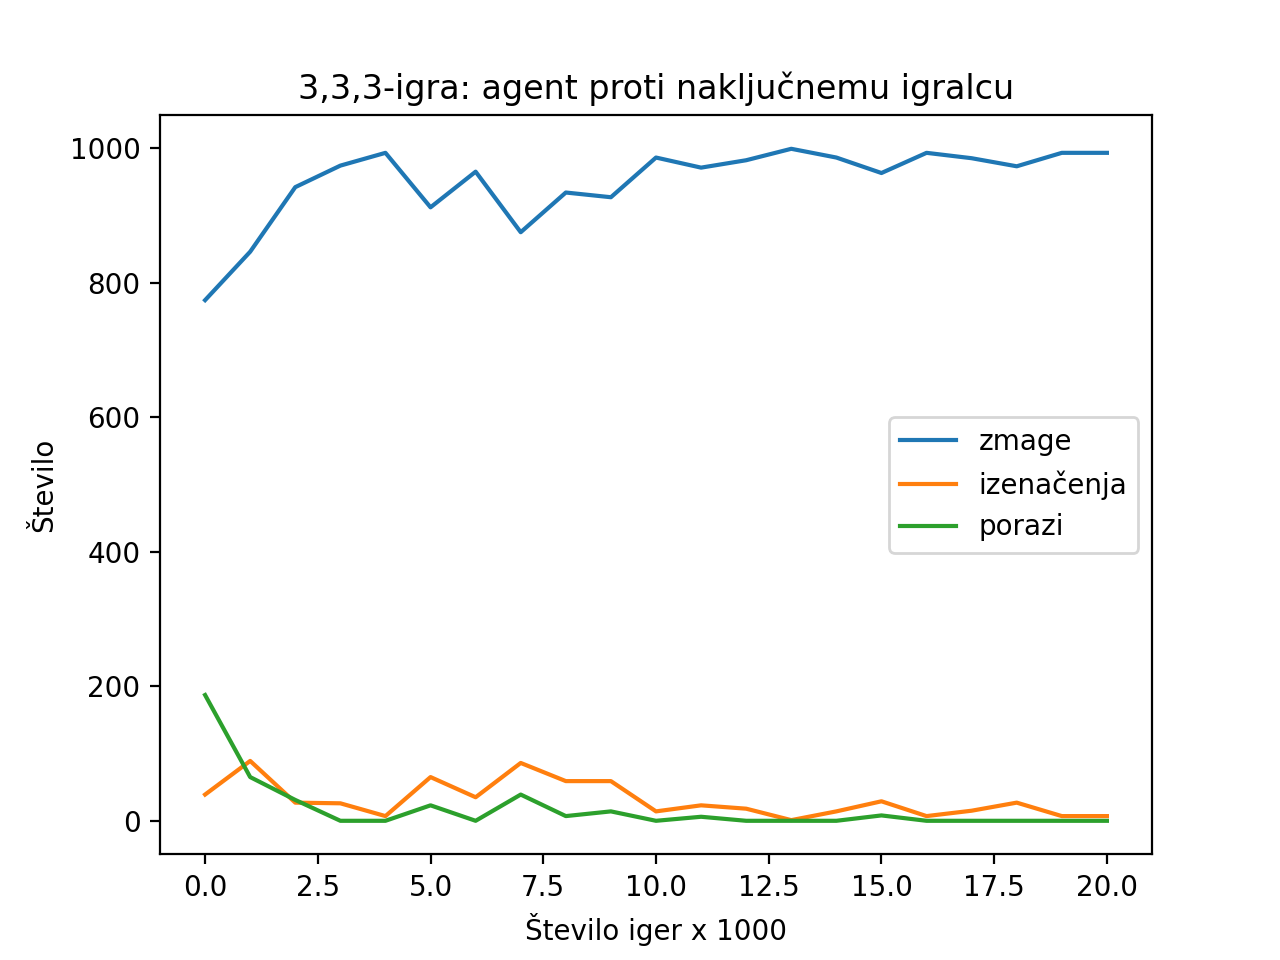 3,3,3-igra: agent proti naključnemu igralcu
1000
800
600
400
200
0
Število
zmage
izenačenja
porazi
0.0 2.5 5.0 7.5 10.0 12.5 15.0 17.5 20.0
Število iger x 1000